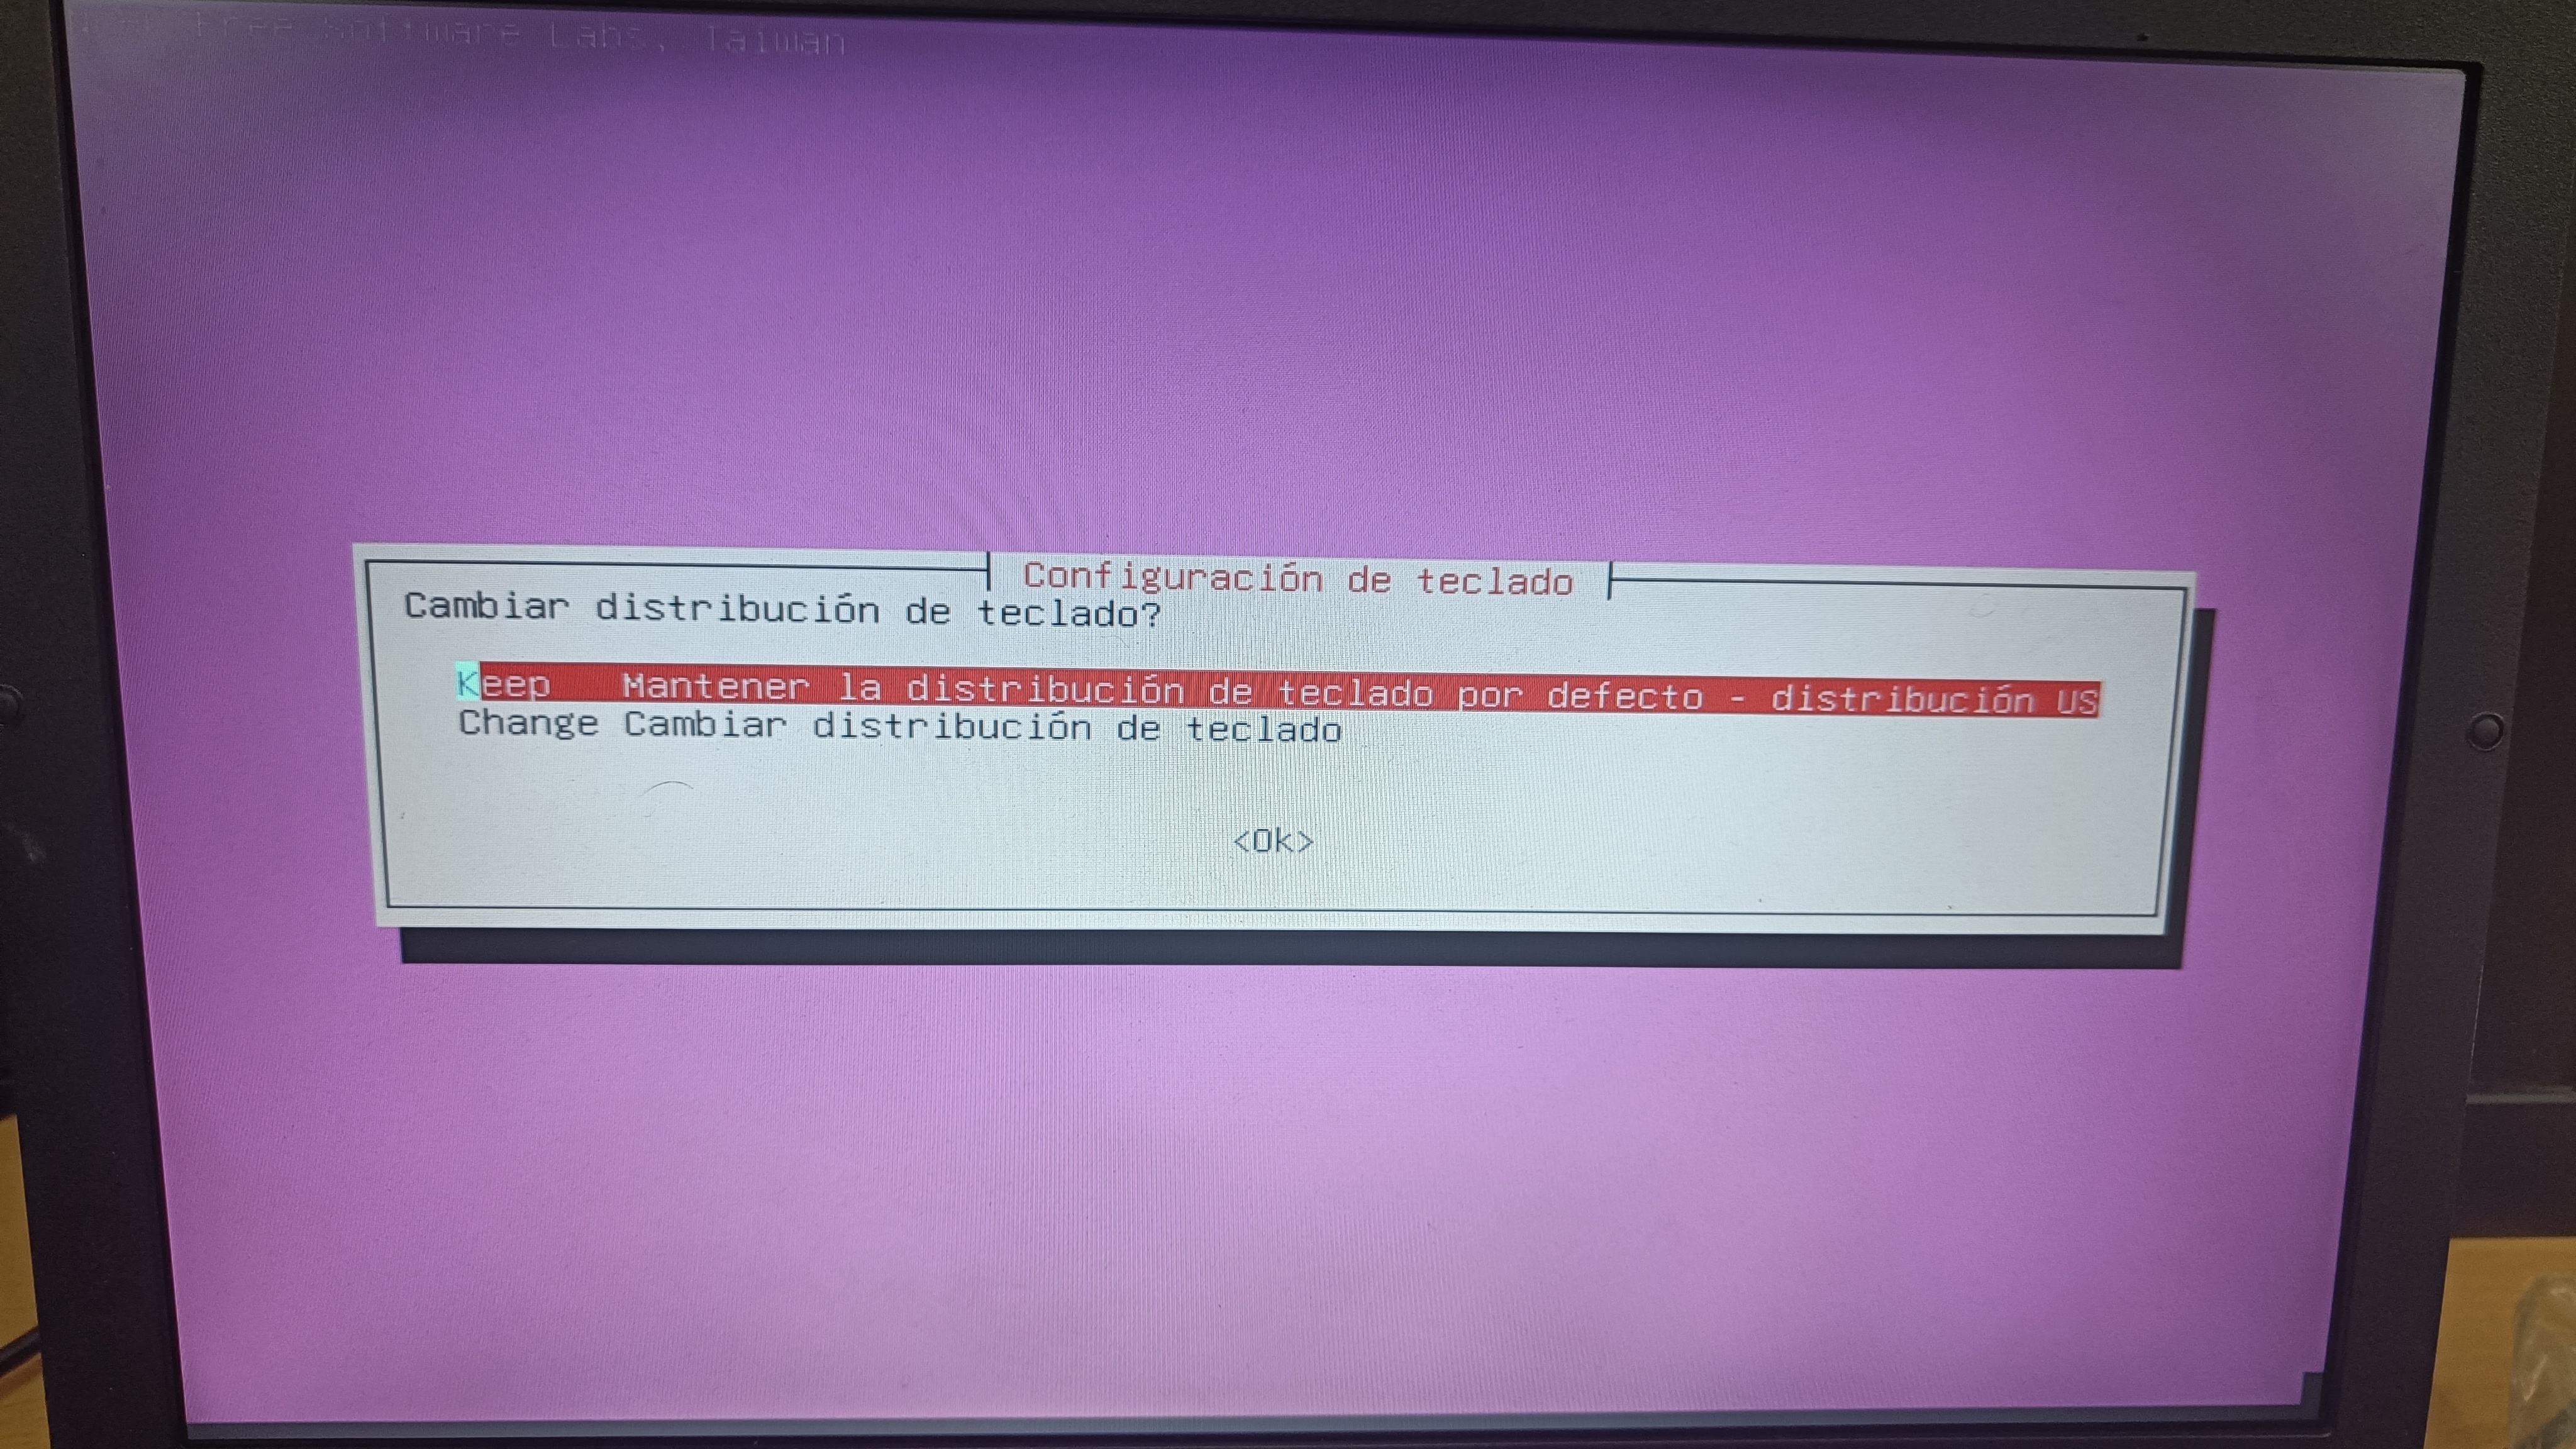 Free Software Labs, Taiwan
Configuración de teclado
Cambiar distribución de teclado?
Keep Mantener la distribución de teclado por defecto - distribución US
Change Cambiar distribución de teclado
<Ok>